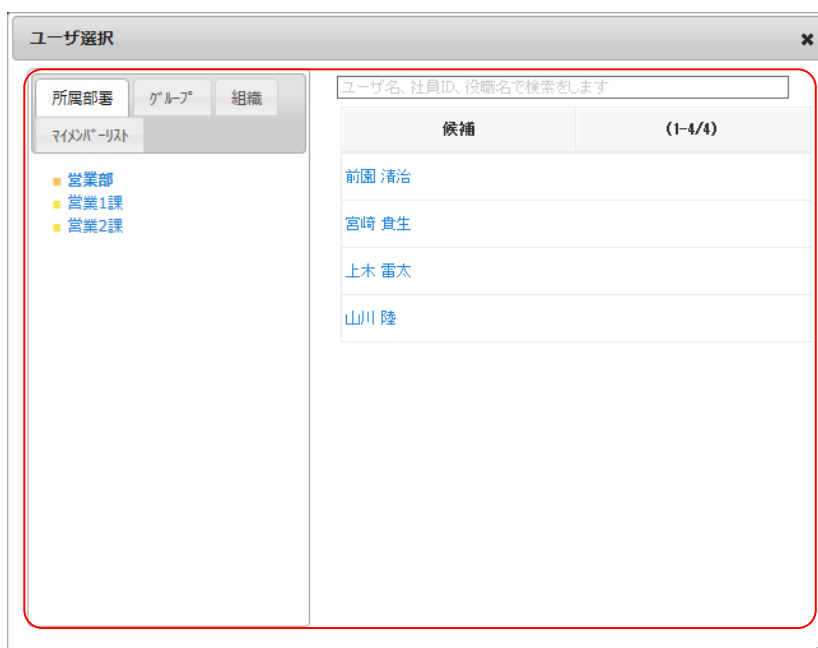 ユーザ選択
所属部署
ｸﾞﾙｰﾌﾟ
組織
ﾏｲﾒﾝﾊﾞｰﾘｽﾄ
営業部
営業1課
営業2課
ユーザ名、社員ID、役職名で検索をします
候補 (1-4/4)
前園 清治
宮崎 貴生
上木 雷太
山川 陸